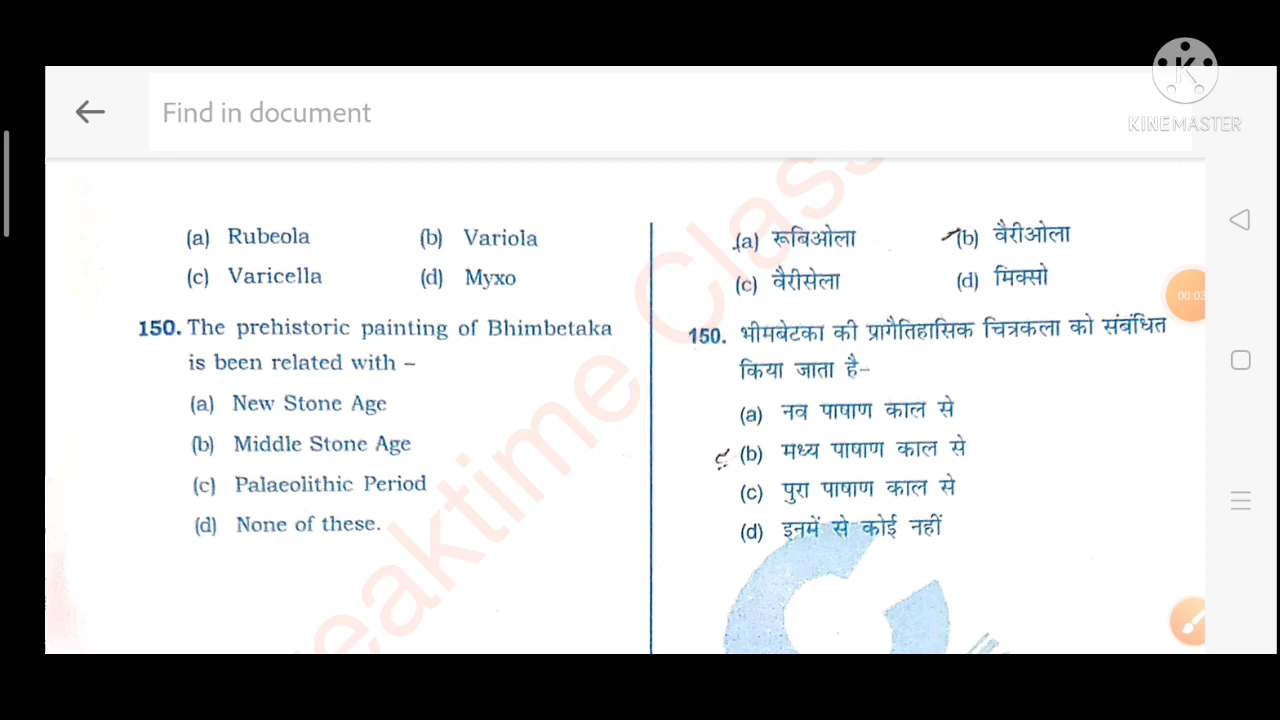 KINEMASTER
Find in document
(a) Rubeola (b) Variola
(c) Varicella (d) Myxo
150. The prehistoric painting of Bhimbetaka
is been related with –
(a) New Stone Age
(b) Middle Stone Age
(c) Palaeolithic Period
(d) None of these.
(a) रूबिओला (b) वैरीओला
(c) वैरीसेला (d) मिक्सो
150. भीमबेटका की प्रागैतिहासिक चित्रकला को संबंधित
किया जाता है–
(a) नव पाषाण काल से
(b) मध्य पाषाण काल से
(c) पुरा पाषाण काल से
(d) इनमें से कोई नहीं
00:03
eaktime Class